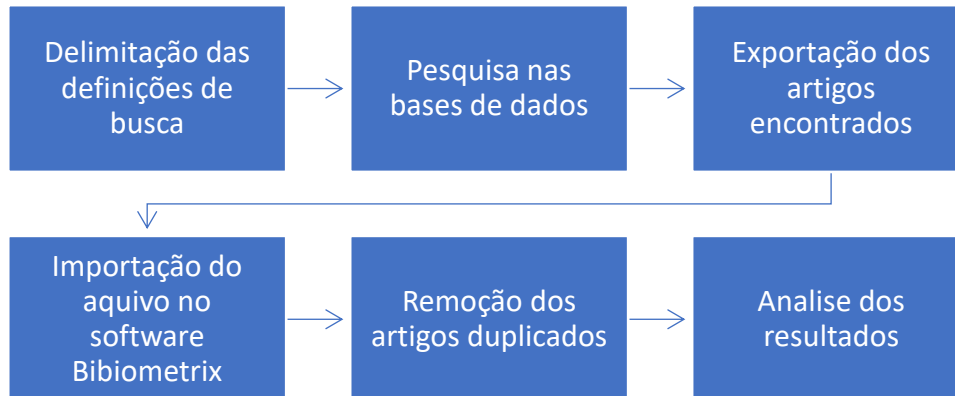 Delimitação das
definições de
busca
Pesquisa nas
bases de dados
Exportação dos
artigos
encontrados
Importação do
aquivo no
software
Bibiometrix
Remoção dos
artigos duplicados
Analise dos
resultados